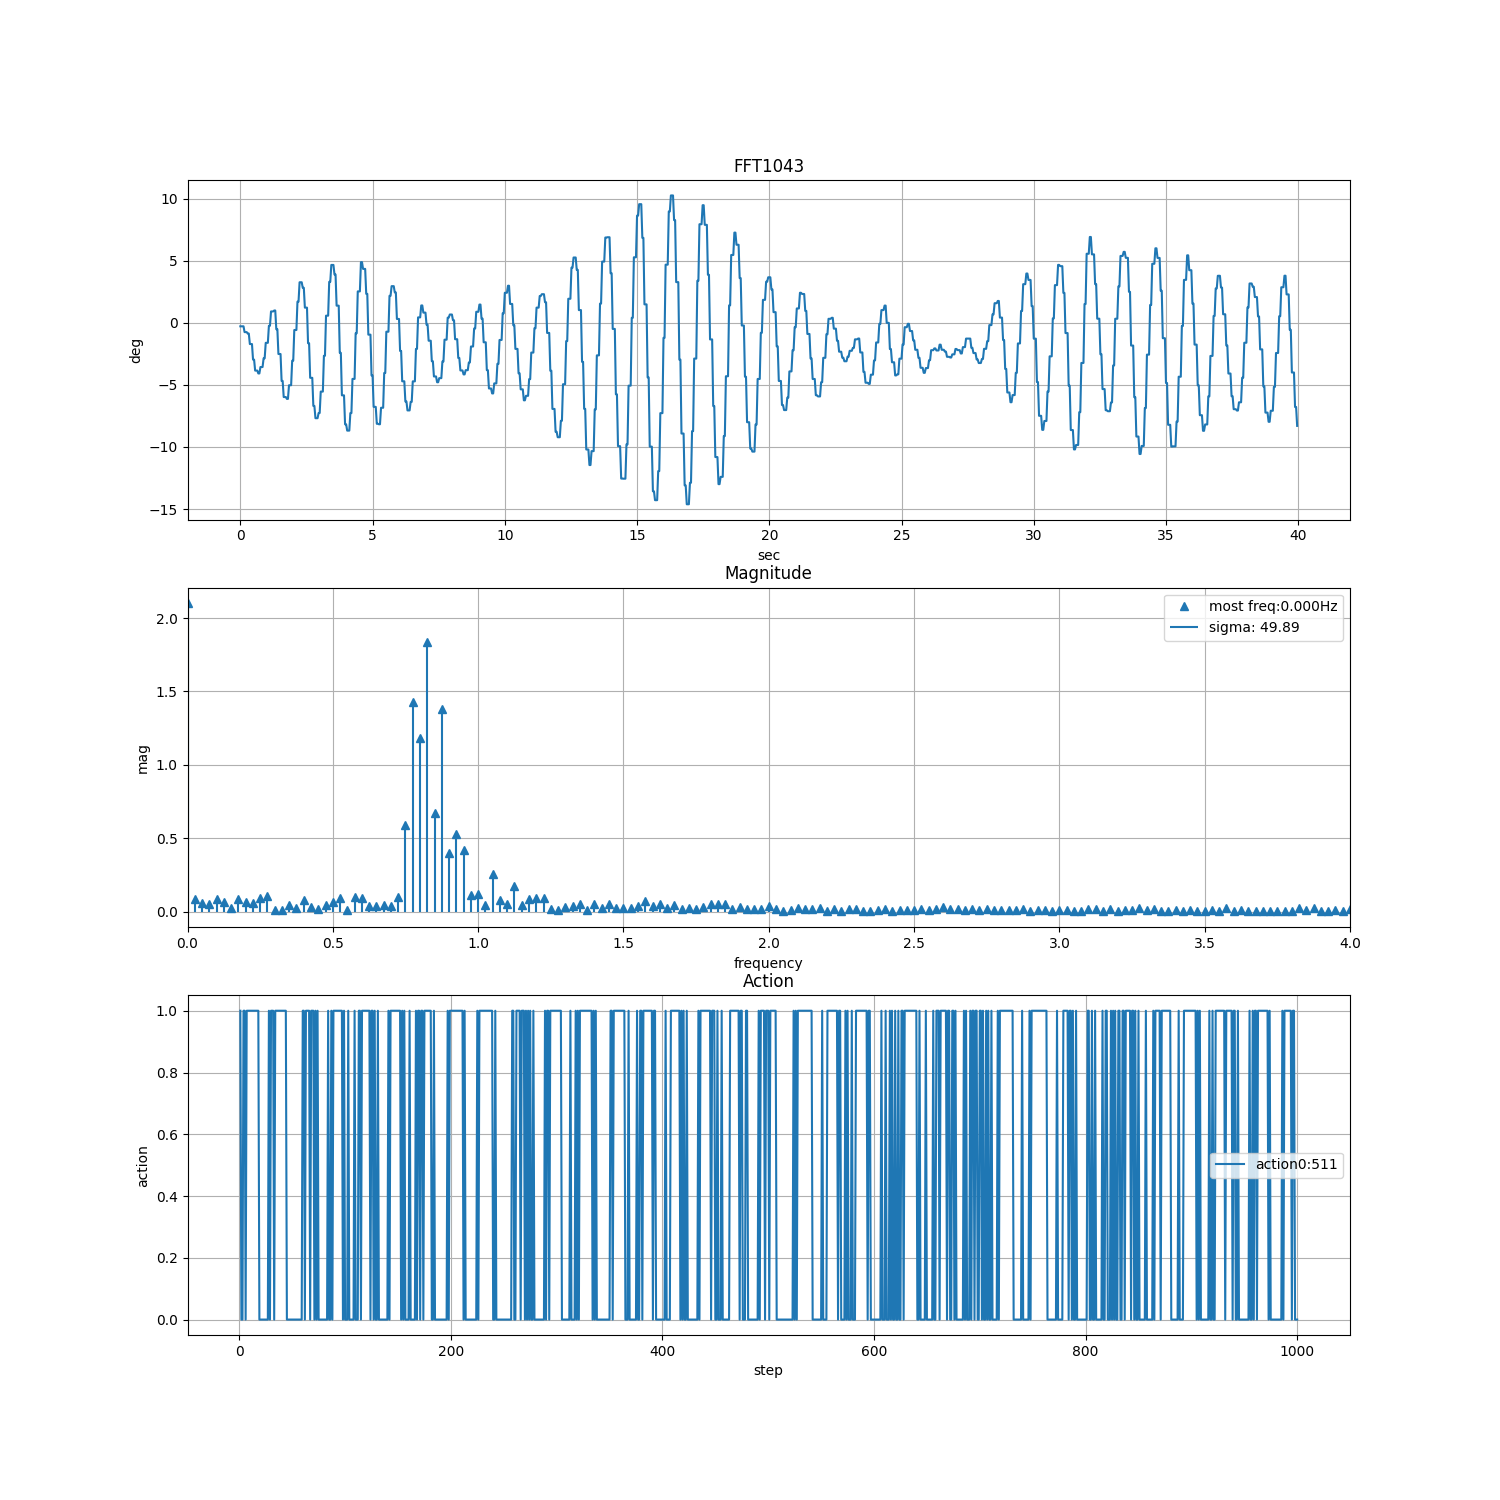 FFT1043
10
5
0
−5
−10
−15
deg
0 5 10 15 20 25 30 35 40
sec
Magnitude
2.0
1.5
1.0
0.5
0.0
mag
most freq:0.000Hz
sigma: 49.89
0.0 0.5 1.0 1.5 2.0 2.5 3.0 3.5 4.0
frequency
Action
1.0
0.8
0.6
0.4
0.2
0.0
action
action0:511
0 200 400 600 800 1000
step